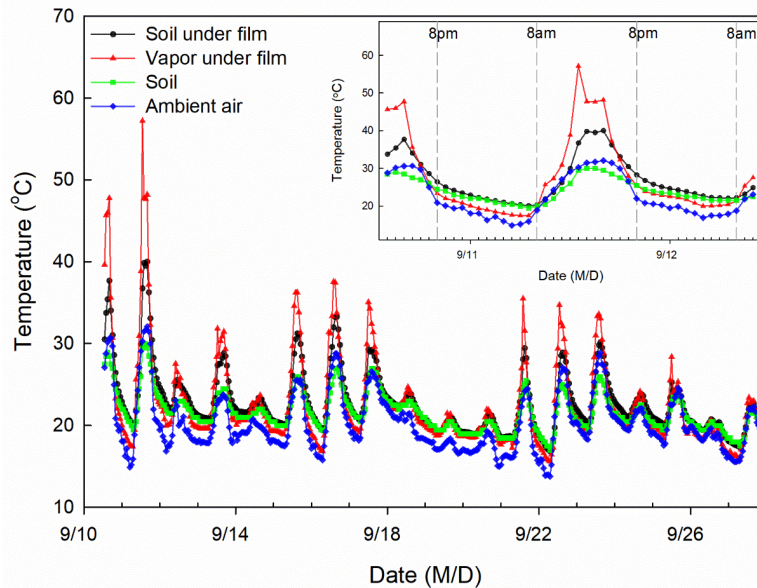 70
60
50
40
30
20
10
Temperature (°C)
Soil under film
Vapor under film
Soil
Ambient air
8pm
8am
8pm
8am
60
50
40
30
20
Temperature (°C)
9/11
9/12
Date (M/D)
9/10
9/14
9/18
9/22
9/26
Date (M/D)